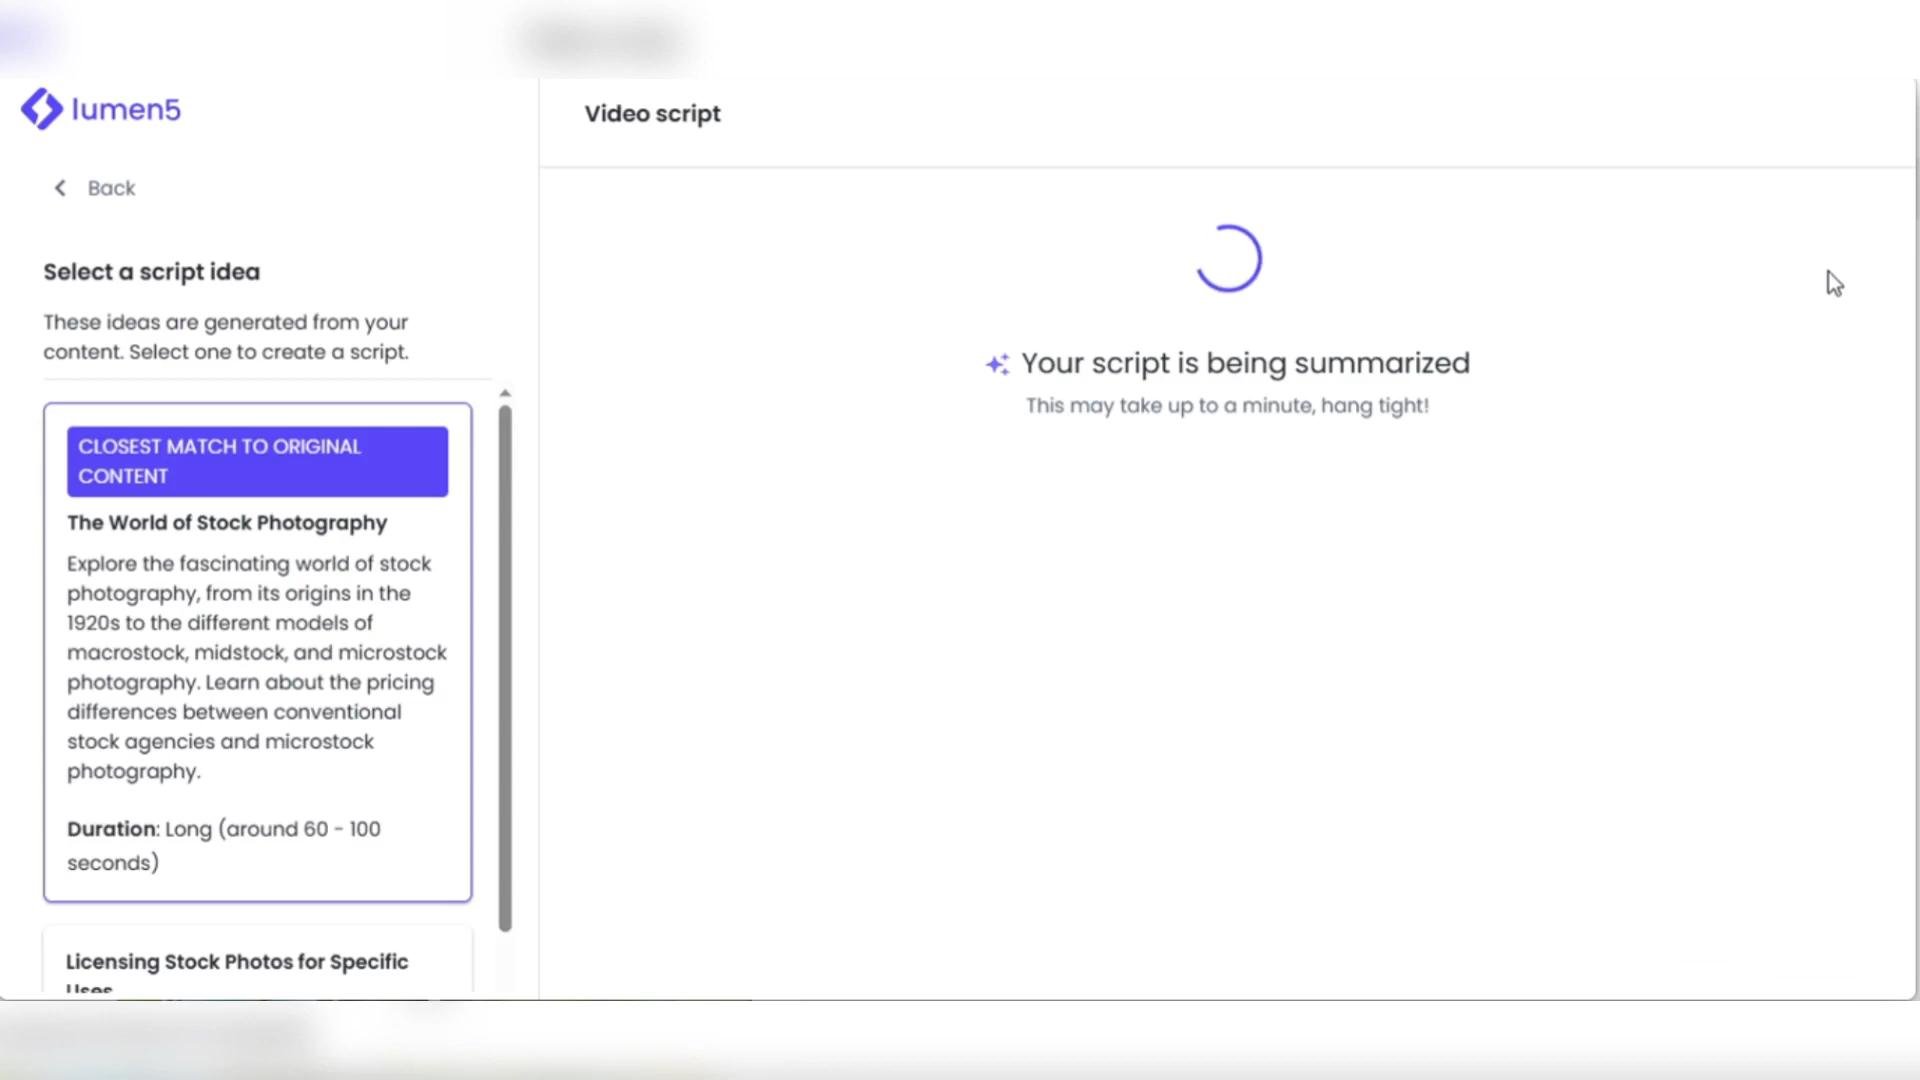 lumen5
Back
Select a script idea
These ideas are generated from your
content. Select one to create a script.
CLOSEST MATCH TO ORIGINAL
CONTENT
The World of Stock Photography
Explore the fascinating world of stock
photography, from its origins in the
1920s to the different models of
macrostock, midstock, and microstock
photography. Learn about the pricing
differences between conventional
stock agencies and microstock
photography.
Duration: Long (around 60 - 100
seconds)
Licensing Stock Photos for Specific
Uses
Video script
Your script is being summarized
This may take up to a minute, hang tight!